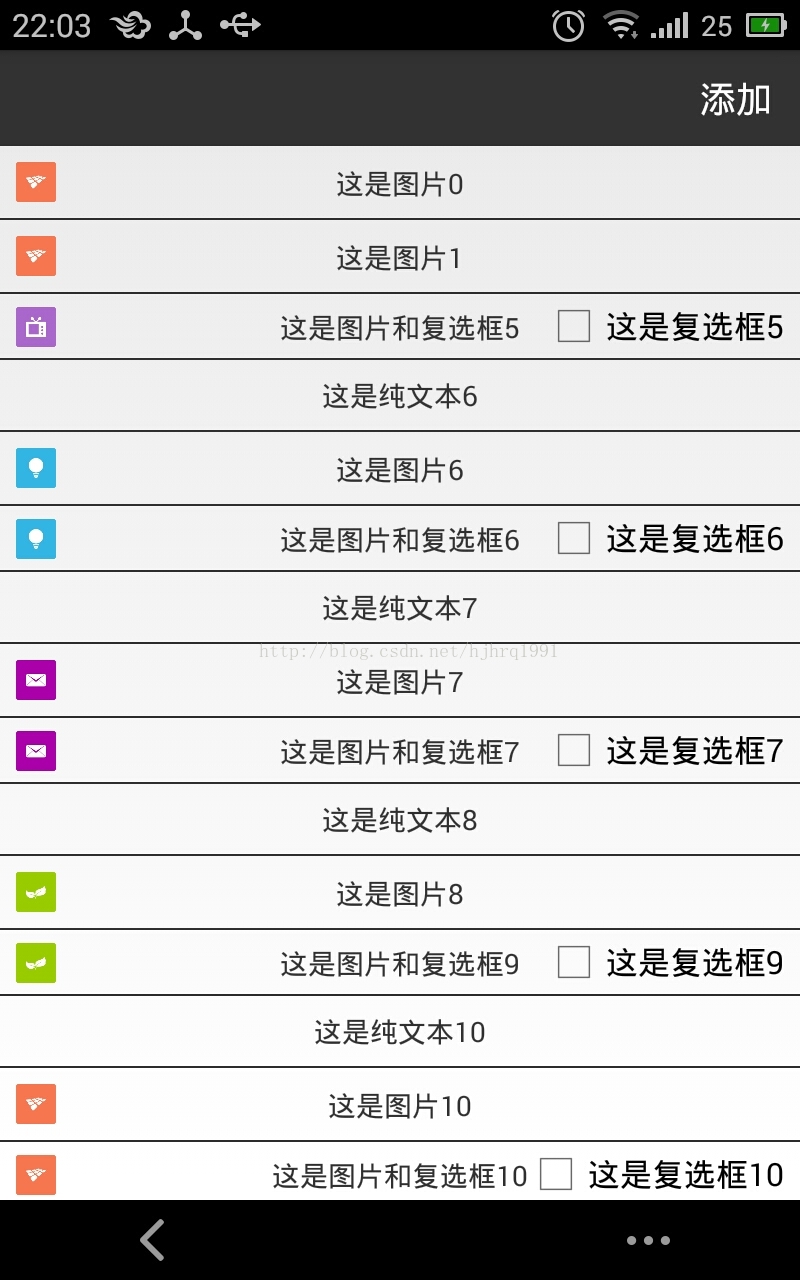 22:03 25
添加
这是图片0
这是图片1
这是图片和复选框5 这是复选框5
这是纯文本6
这是图片6
这是图片和复选框6 这是复选框6
这是纯文本7
http://blog.csdn.net/hjhrq1991
这是图片7
这是图片和复选框7 这是复选框7
这是纯文本8
这是图片8
这是图片和复选框9 这是复选框9
这是纯文本10
这是图片10
这是图片和复选框10 这是复选框10